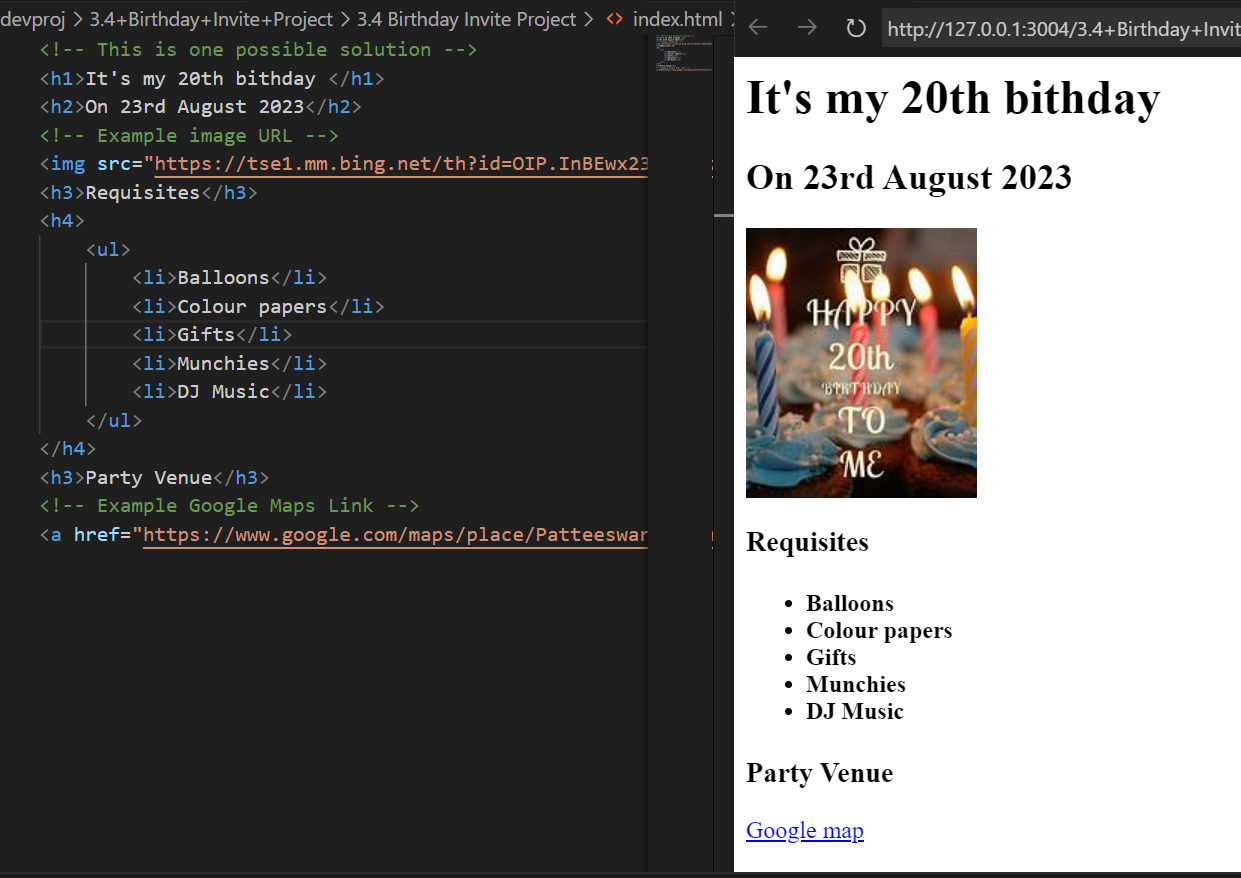 devproj > 3.4+Birthday+Invite+Project > 3.4 Birthday Invite Project > <> index.html >
<!-- This is one possible solution -->
<h1>It's my 20th bithday </h1>
<h2>On 23rd August 2023</h2>
<!-- Example image URL -->
<img src="https://tse1.mm.bing.net/th?id=OIP.InBEwx23
<h3>Requisites</h3>
<h4>
<ul>
<li>Balloons</li>
<li>Colour papers</li>
<li>Gifts</li>
<li>Munchies</li>
<li>DJ Music</li>
</ul>
</h4>
<h3>Party Venue</h3>
<!-- Example Google Maps Link -->
<a href="https://www.google.com/maps/place/Patteeswar
http://127.0.0.1:3004/3.4+Birthday+Invit
It's my 20th bithday
On 23rd August 2023
HAPPY
20th
BIRTHDAY
TO
ME
Requisites
• Balloons
• Colour papers
• Gifts
• Munchies
• DJ Music
Party Venue
Google map